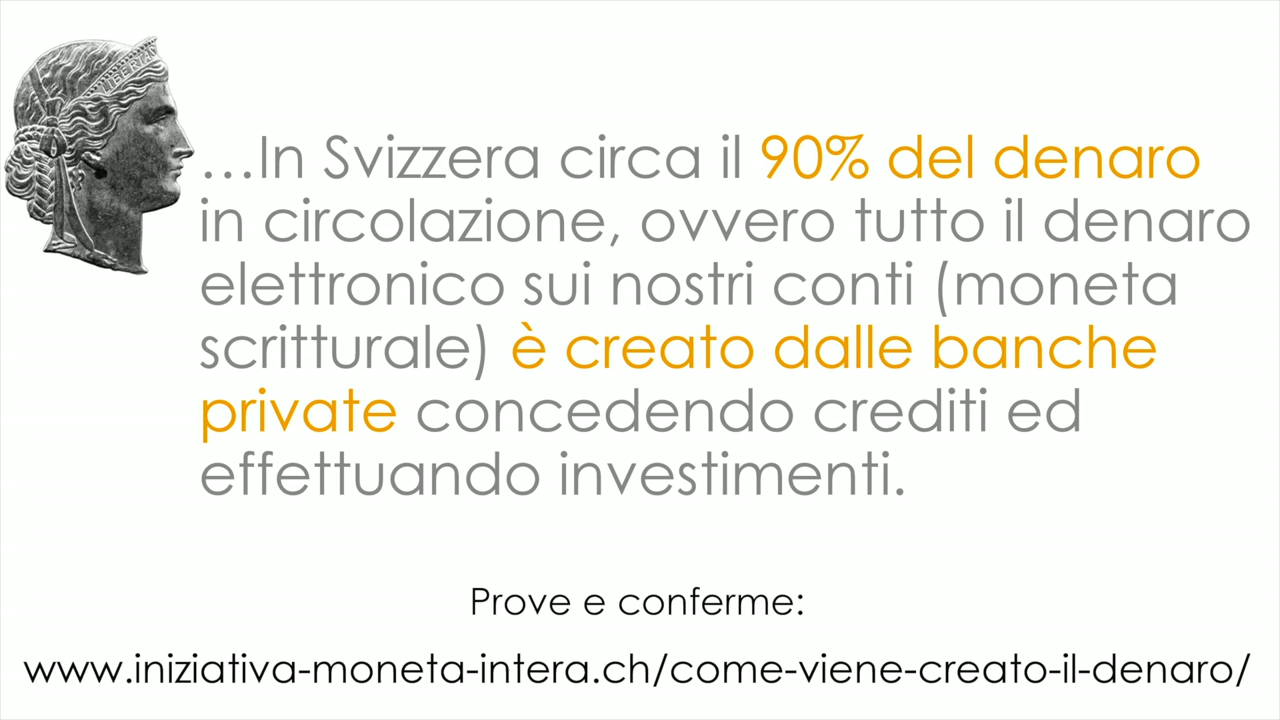 LIBERTAS
…In Svizzera circa il 90% del denaro
in circolazione, ovvero tutto il denaro
elettronico sui nostri conti (moneta
scritturale) è creato dalle banche
private concedendo crediti ed
effettuando investimenti.
Prove e conferme:
www.iniziativa-moneta-intera.ch/come-viene-creato-il-denaro/